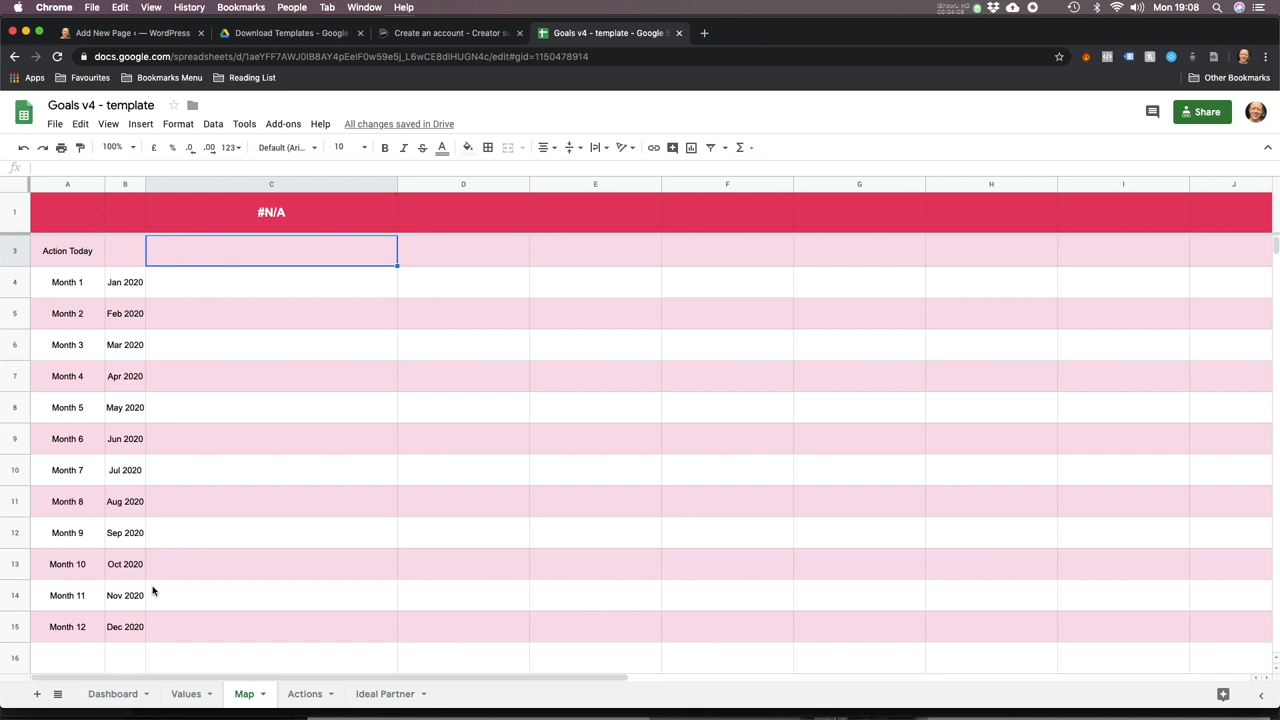 Chrome File Edit View History Bookmarks People Tab Window Help
Mon 19:08
Add New Page ‹ — WordPress
Download Templates - Google
Create an account - Creator su
Goals v4 - template - Google S
docs.google.com/spreadsheets/d/1aeYFF7AWJ0IB8AY4pEeIF0w59e5j_L6wCE8dIHUGN4c/edit#gid=1150478914
Apps Favourites Bookmarks Menu Reading List Other Bookmarks
Goals v4 - template
File Edit View Insert Format Data Tools Add-ons Help All changes saved in Drive
Share
100% £ % .0 .00 123 Default (Ari... 10 B I S A Σ
fx
A B C D E F G H I J
1 #N/A
3 Action Today
4 Month 1 Jan 2020
5 Month 2 Feb 2020
6 Month 3 Mar 2020
7 Month 4 Apr 2020
8 Month 5 May 2020
9 Month 6 Jun 2020
10 Month 7 Jul 2020
11 Month 8 Aug 2020
12 Month 9 Sep 2020
13 Month 10 Oct 2020
14 Month 11 Nov 2020
15 Month 12 Dec 2020
16
Dashboard Values Map Actions Ideal Partner